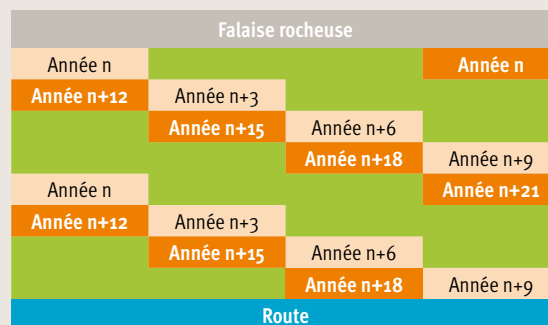 Falaise rocheuse
Année n Année n
Année n+12 Année n+3
Année n+15 Année n+6
Année n+18 Année n+9
Année n Année n+21
Année n+12 Année n+3
Année n+15 Année n+6
Année n+18 Année n+9
Route